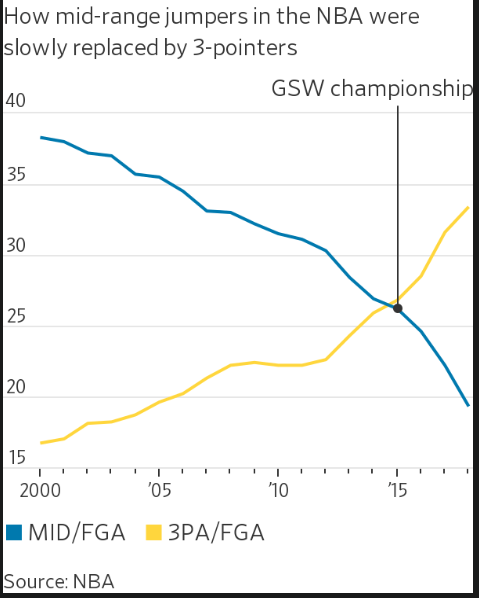 How mid-range jumpers in the NBA were
slowly replaced by 3-pointers
GSW championship
40
35
30
25
20
15
2000 '05 '10 '15
MID/FGA 3PA/FGA
Source: NBA